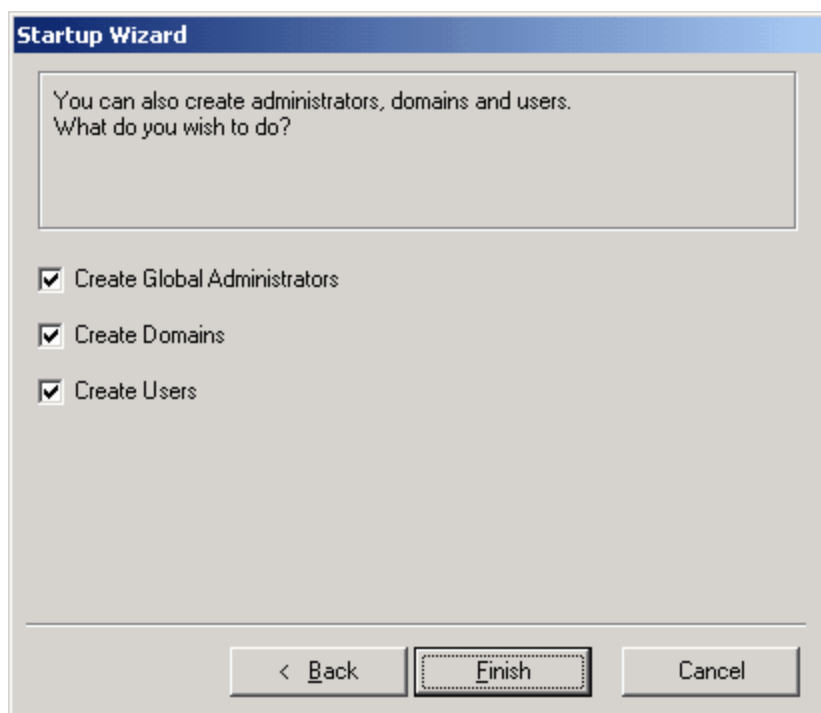 Startup Wizard
You can also create administrators, domains and users.
What do you wish to do?
Create Global Administrators
Create Domains
Create Users
< Back
Finish
Cancel